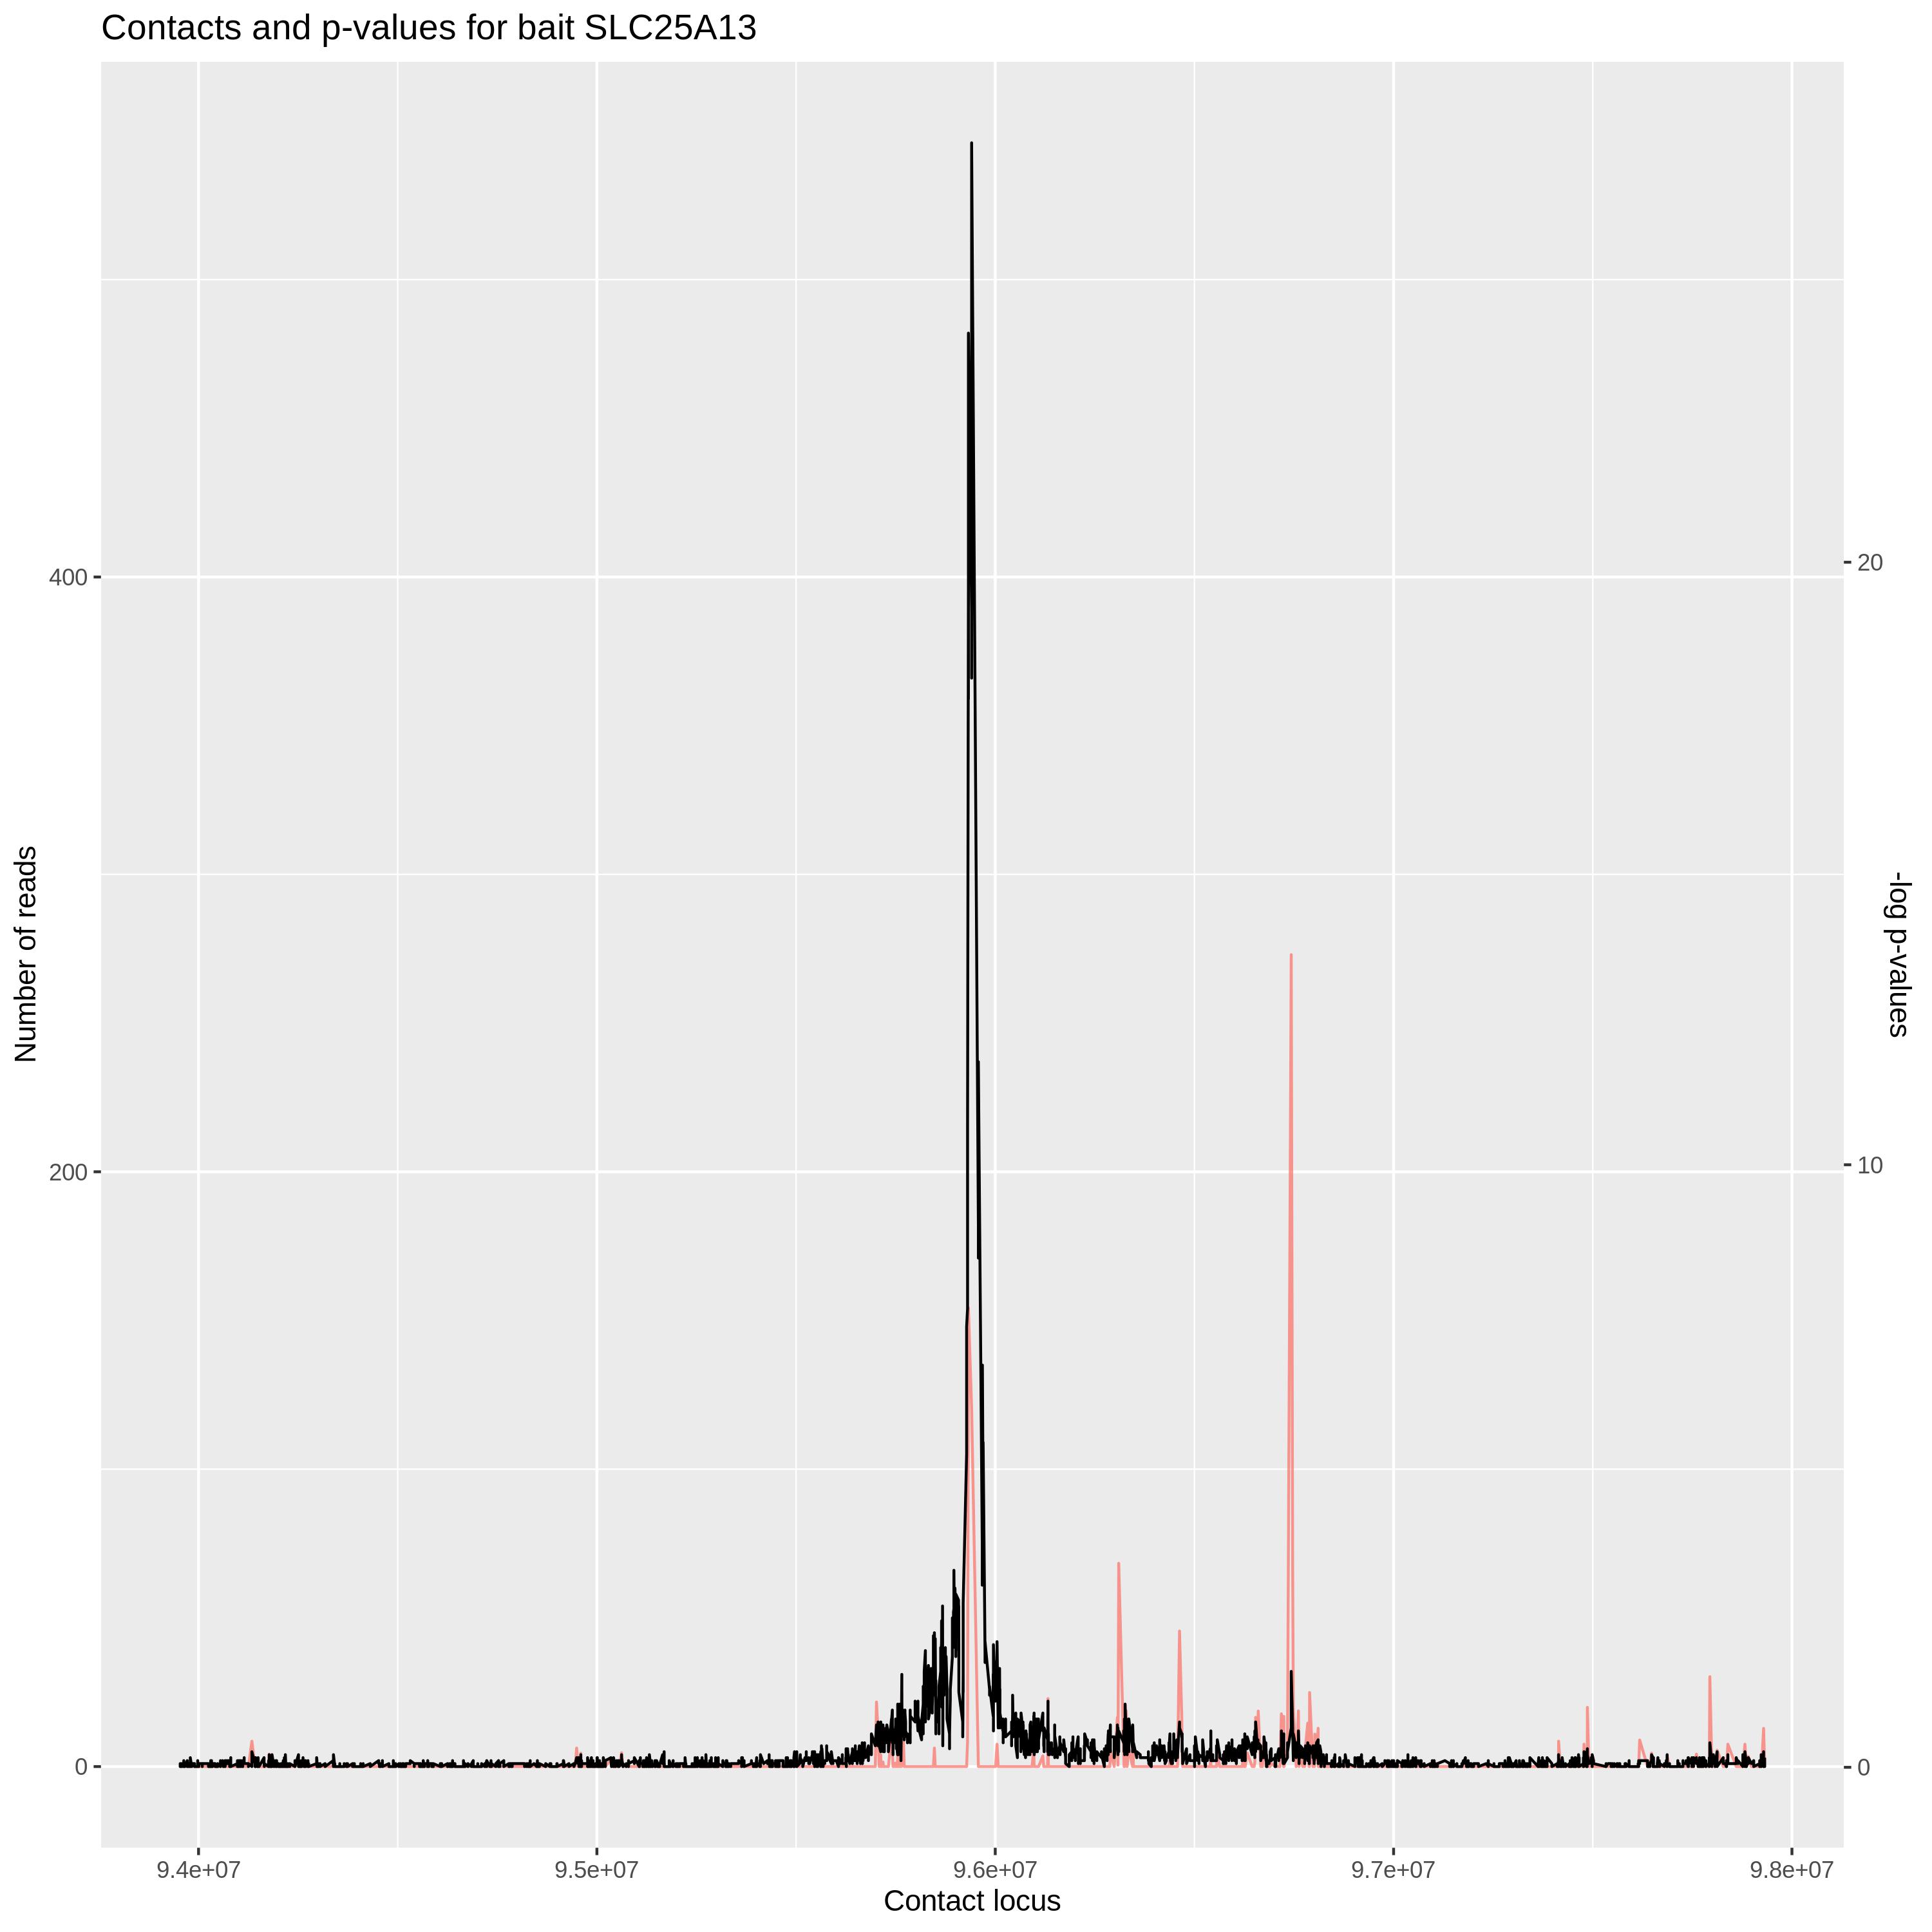 Contacts and p-values for bait SLC25A13
Number of reads
400
200
0
20
10
0
-log p-values
9.4e+07 9.5e+07 9.6e+07 9.7e+07 9.8e+07
Contact locus